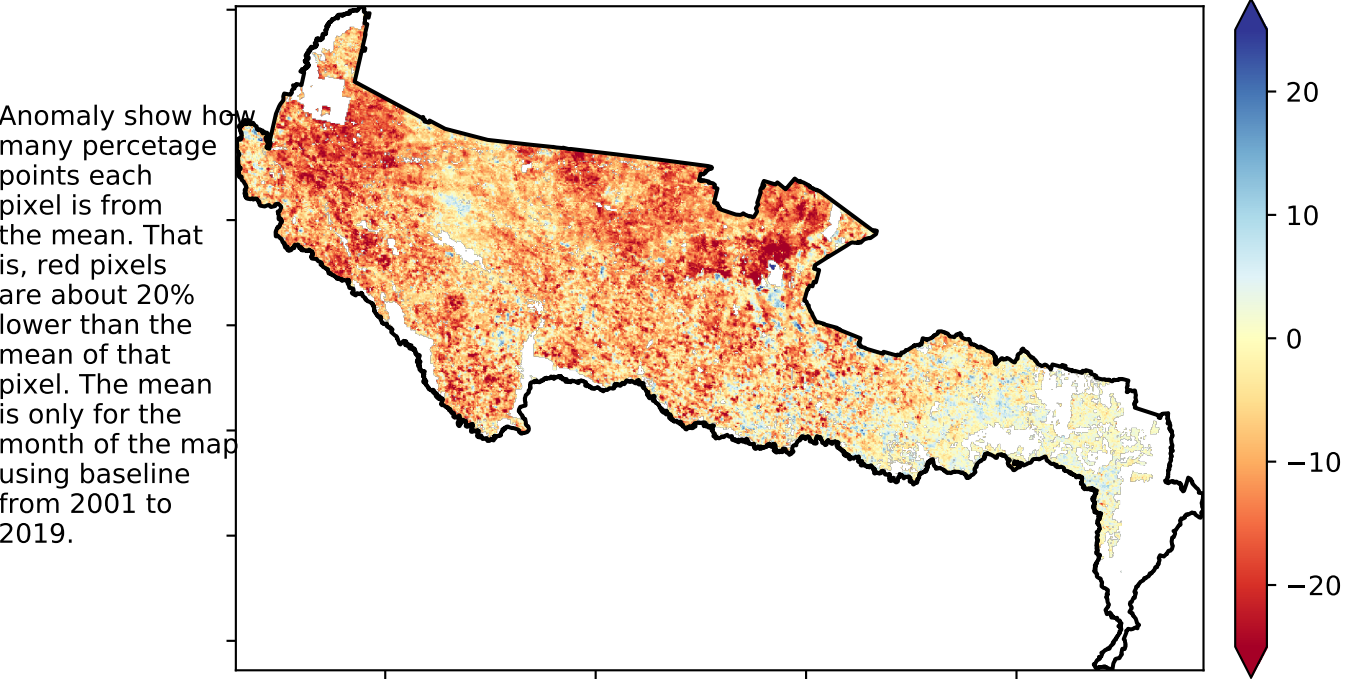 Anomaly show how
many percetage
points each
pixel is from
the mean. That
is, red pixels
are about 20%
lower than the
mean of that
pixel. The mean
is only for the
month of the map
using baseline
from 2001 to
2019.
20
10
0
−10
−20